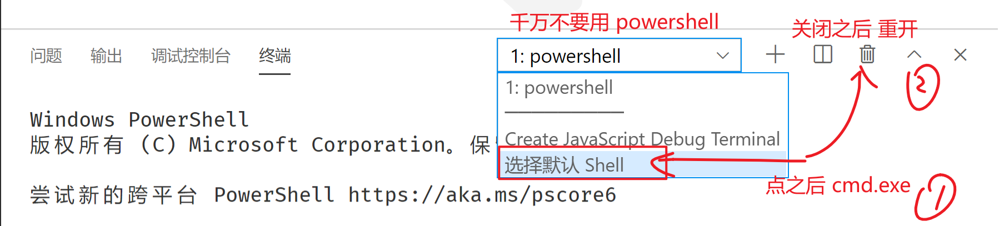 千万不要用 powershell
关闭之后 重开
问题 输出 调试控制台 终端
1: powershell
1: powershell
Windows PowerShell
版权所有 (C) Microsoft Corporation。保
Create JavaScript Debug Terminal
选择默认 Shell
②
点之后 cmd.exe ①
尝试新的跨平台 PowerShell https://aka.ms/pscore6